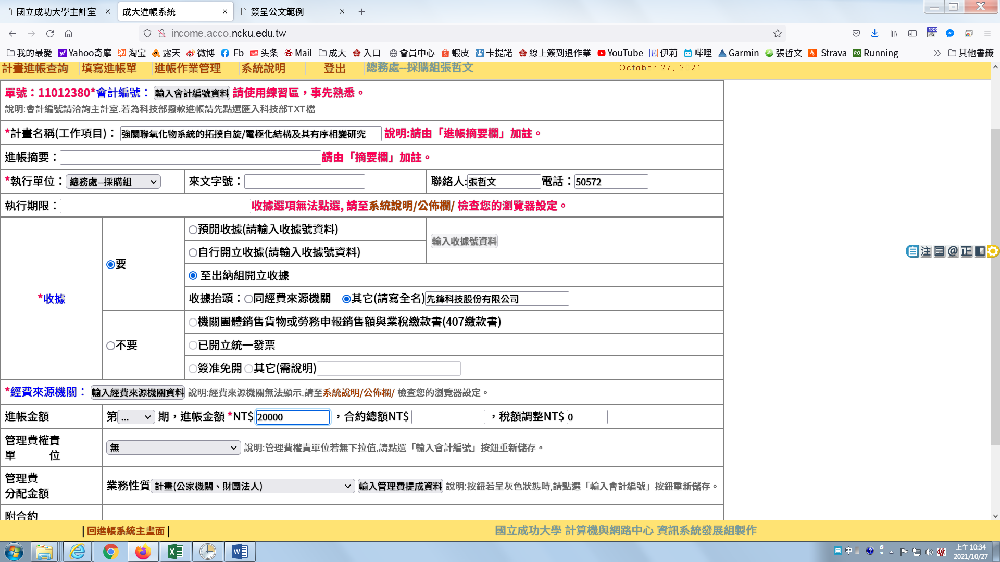 國立成功大學主計室
成大進帳系統
簽呈公文範例
income.acco.ncku.edu.tw
133
我的最愛 Yahoo奇摩 淘宝 露天 微博 Fb 头条 Mail 成大 入口 會員中心 蝦皮 卡提諾 線上簽到退作業 YouTube 伊莉 哔哩 Garmin 張哲文 Strava Running 其他書籤
計畫進帳查詢 填寫進帳單 進帳作業管理 系統說明 登出 總務處--採購組張哲文 October 27, 2021
單號：11012380*會計編號： 輸入會計編號資料 請使用練習區，事先熟悉。
說明:會計編號請洽詢主計室.若為科技部撥款進帳請先點選匯入科技部TXT檔
*計畫名稱(工作項目)： 強關聯氧化物系統的拓撲自旋/電極化結構及其有序相變研究 說明:請由「進帳摘要欄」加註。
進帳摘要： 請由「摘要欄」加註。
*執行單位： 總務處--採購組 來文字號： 聯絡人: 張哲文 電話： 50572
執行期限： 收據選項無法點選, 請至系統說明/公佈欄/ 檢查您的瀏覽器設定。
*收據
要
預開收據(請輸入收據號資料)
輸入收據號資料
自行開立收據(請輸入收據號資料)
至出納組開立收據
收據抬頭： 同經費來源機關 其它(請寫全名) 先鋒科技股份有限公司
不要
機關團體銷售貨物或勞務申報銷售額與業稅繳款書(407繳款書)
已開立統一發票
簽准免開 其它(需說明)
*經費來源機關： 輸入經費來源機關資料 說明:經費來源機關無法顯示,請至系統說明/公佈欄/ 檢查您的瀏覽器設定。
進帳金額 第 ... 期，進帳金額 *NT$ 20000 ，合約總額NT$ ，稅額調整NT$ 0
管理費權責
單 位
無 說明:管理費權責單位若無下拉值,請點選「輸入會計編號」按鈕重新儲存。
管理費
分配金額
業務性質 計畫(公家機關、財團法人) 輸入管理費提成資料 說明:按鈕若呈灰色狀態時,請點選「輸入會計編號」按鈕重新儲存。
附合約
| 回進帳系統主畫面 | 國立成功大學 計算機與網路中心 資訊系統發展組製作
自 注 @ 正
自 中
上午 10:34
2021/10/27